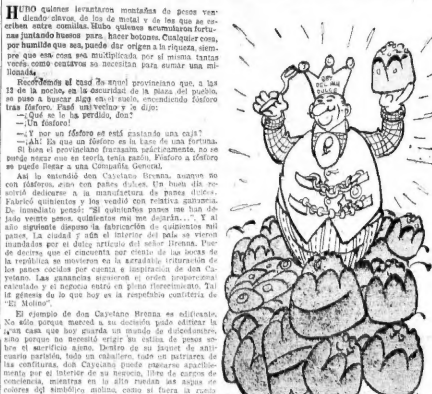 HUBO quienes levantaron montañas de pesos ven-
diendo clavos, de los de metal y de los que se es-
criben entre comillas. Hubo quienes acumularon fortu-
nas juntando huesos para hacer botones. Cualquier cosa,
por humilde que sea, puede dar origen a la riqueza, siem-
pre que esa cosa sea multiplicada por sí misma tantas
veces como centavos se necesitan para sumar una mi-
llonada.
Recordemos el caso de aquel provinciano que, a las
12 de la noche, en la oscuridad de la plaza del pueblo,
se puso a buscar algo en el suelo, encendiendo fósforo
tras fósforo. Pasó un vecino y le dijo:
—¿Qué se le ha perdido, don?
—¡Un fósforo!
—¿Y por un fósforo se está gastando una caja?
—¡Ah! Es que un fósforo es la base de una fortuna.
Si bien el provinciano fracasaba prácticamente, no se
puede negar que en teoría tenía razón. Fósforo a fósforo
se puede llegar a una Compañía General.
Así lo entendió don Cayetano Brenna, aunque no
con fósforos, sino con panes dulces. Un buen día re-
solvió dedicarse a la manufactura de panes dulces.
Fabricó quinientos y los vendió con relativa ganancia.
De inmediato pensó: "Si quinientos panes me han de-
jado veinte pesos, quinientos mil me dejarán...". Y al
año siguiente dispuso la fabricación de quinientos mil
panes. La ciudad y aún el interior del país se vieron
inundados por el dulce artículo del señor Brenna. Pue-
de decirse que el cincuenta por ciento de las bocas de
la república se movieron en la agradable trituración de
los panes cocidos por cuenta e inspiración de don Ca-
yetano. Las ganancias siguieron el orden proporcional
calculado y el negocio entró en pleno florecimiento. Tal
la génesis de lo que hoy es la respetable confitería de
"El Molino".
El ejemplo de don Cayetano Brenna es edificante.
No sólo porque merced a su decisión pudo edificar la
gran casa que hoy guarda un mundo de dulcedumbre,
sino porque no necesitó erigir su estiba de pesos so-
bre el sacrificio ajeno. Dentro de su jaquet de anti-
cuario parisién, todo un caballero, todo un patriarca de
las confituras, don Cayetano puede pasearse apacible-
mente por el interior de su negocio, libre de cargos de
conciencia, mientras en lo alto ruedan las aspas de
colores del simbólico molino, como si fuera la rueda
REY
DEL PAN
DULCE